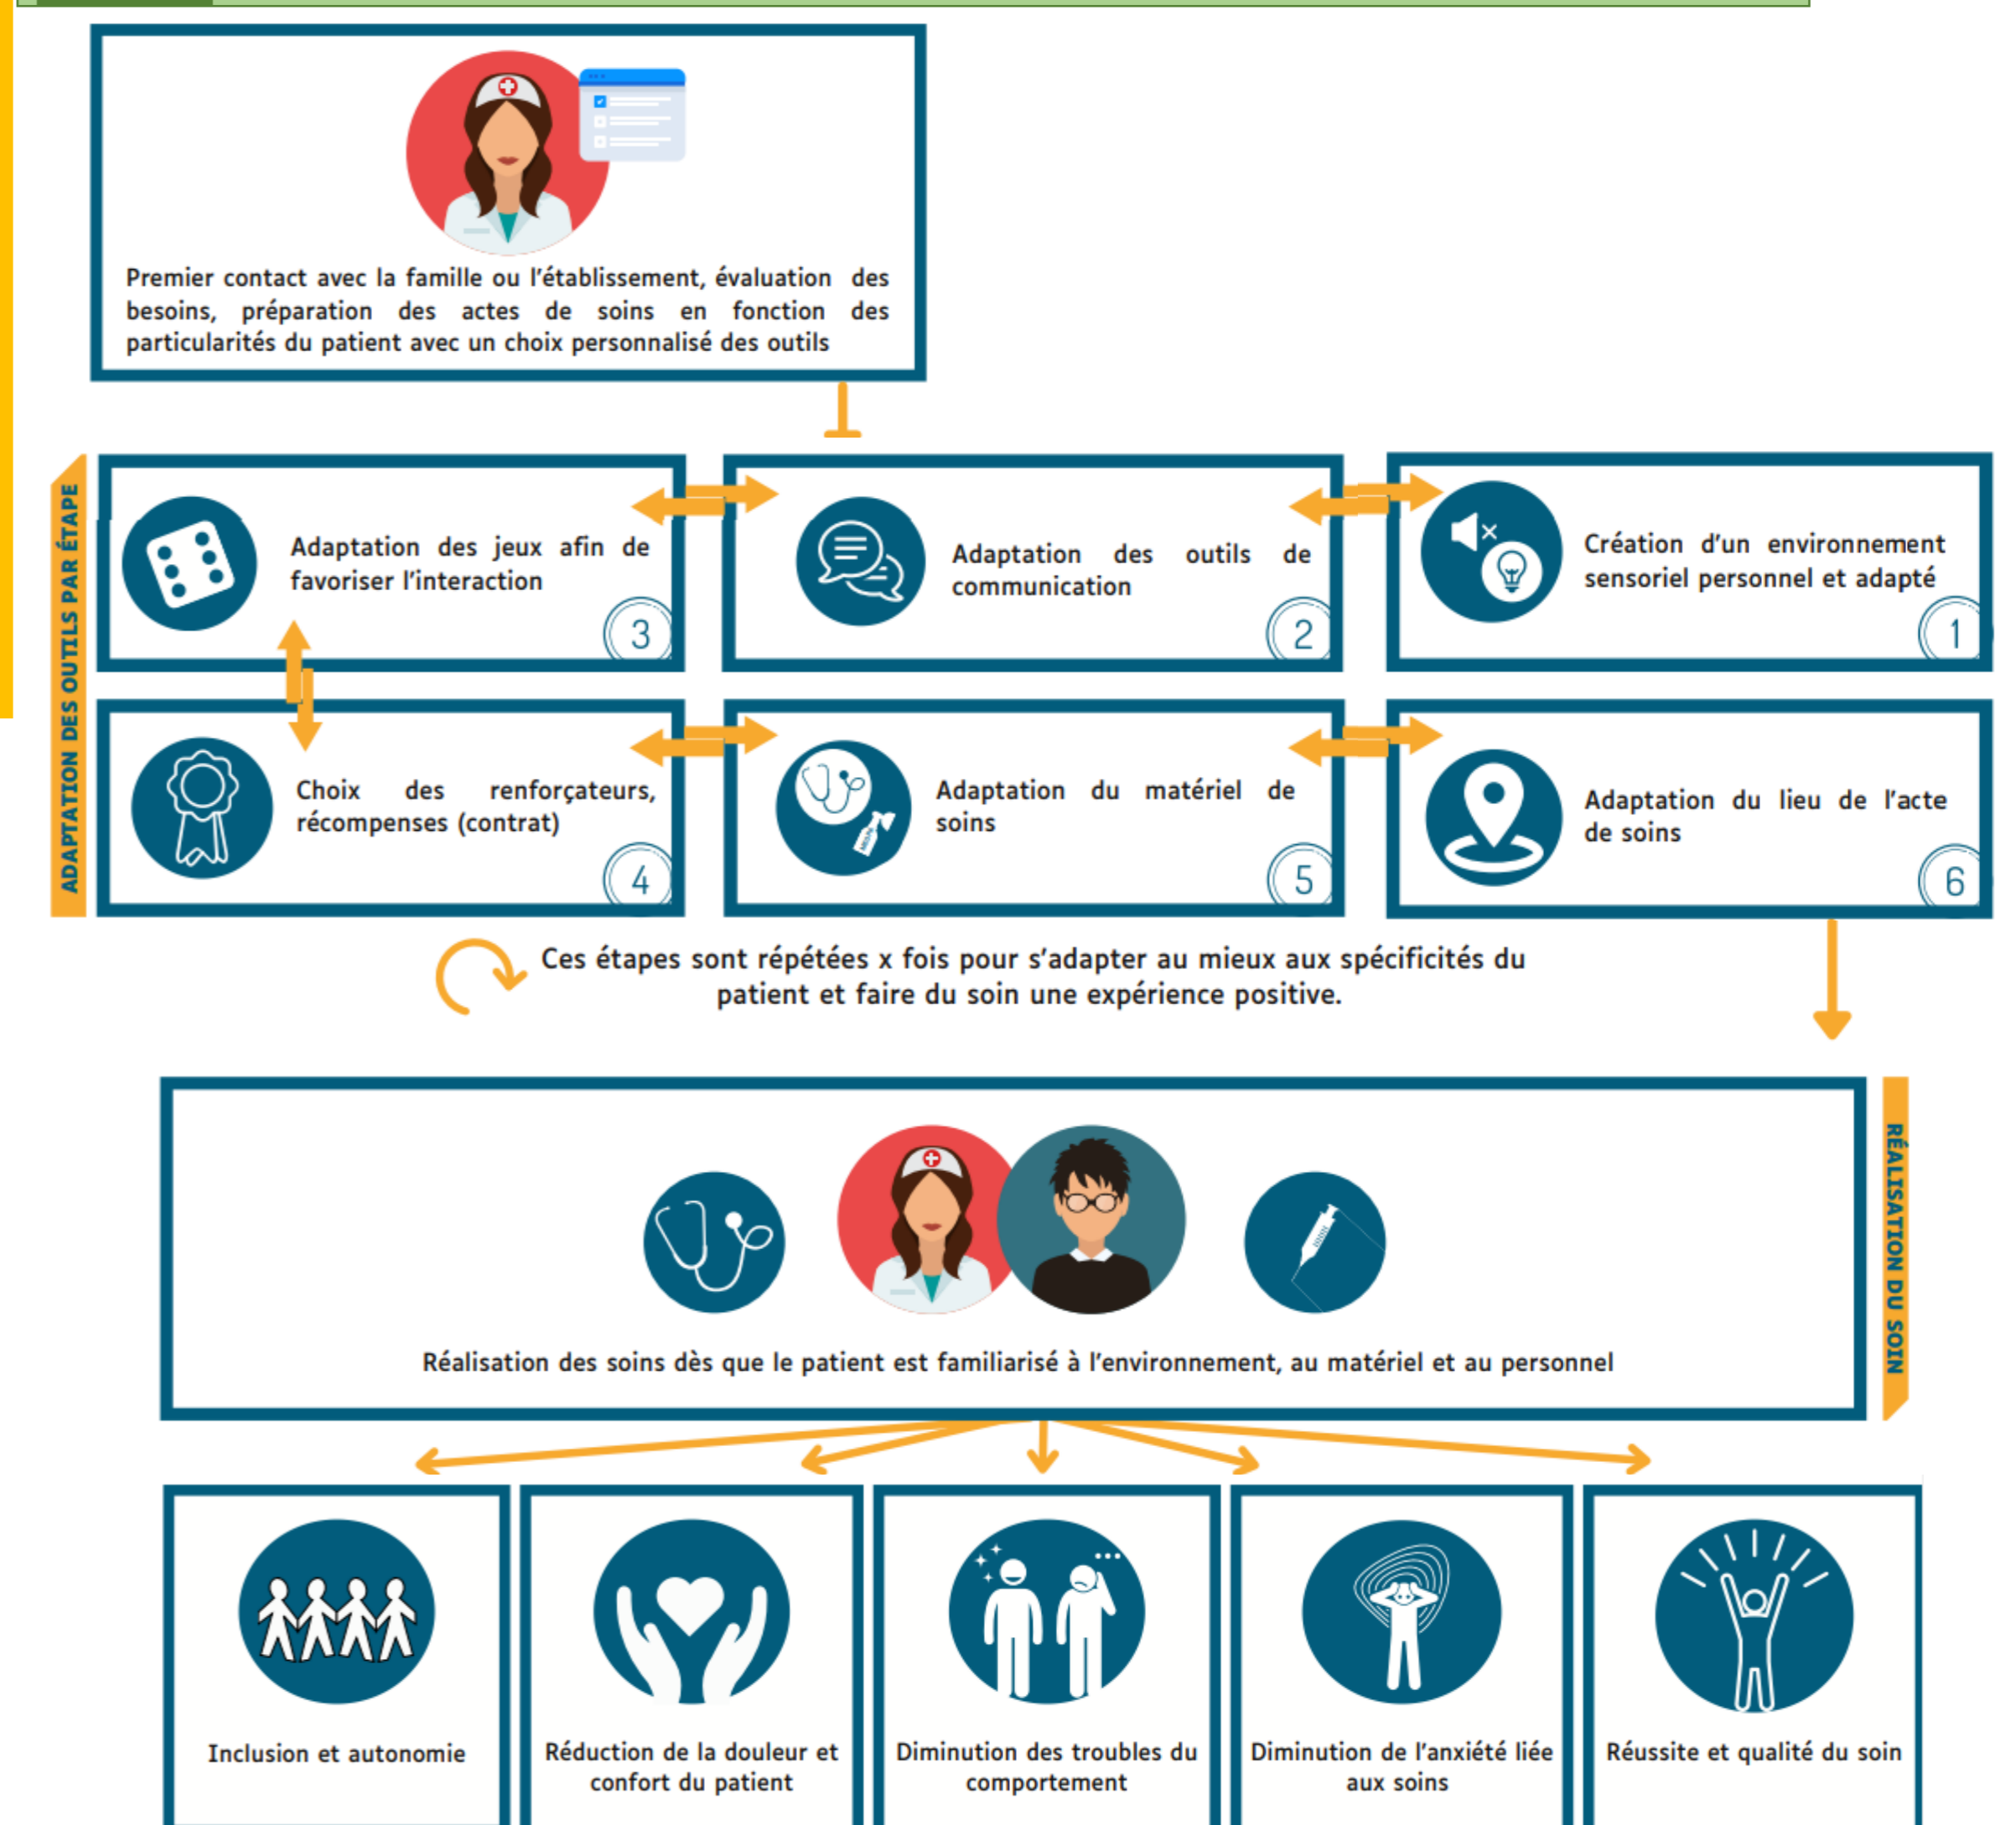 Premier contact avec la famille ou l'établissement, évaluation des
besoins, préparation des actes de soins en fonction des
particularités du patient avec un choix personnalisé des outils
ADAPTATION DES OUTILS PAR ÉTAPE
Création d'un environnement
sensoriel personnel et adapté
1
Adaptation des outils de
communication
2
Adaptation des jeux afin de
favoriser l'interaction
3
Choix des renforçateurs,
récompenses (contrat)
4
Adaptation du matériel de
soins
5
Adaptation du lieu de l'acte
de soins
6
Ces étapes sont répétées x fois pour s'adapter au mieux aux spécificités du
patient et faire du soin une expérience positive.
RÉALISATION DU SOIN
Réalisation des soins dès que le patient est familiarisé à l'environnement, au matériel et au personnel
Inclusion et autonomie
Réduction de la douleur et
confort du patient
Diminution des troubles du
comportement
Diminution de l'anxiété liée
aux soins
Réussite et qualité du soin